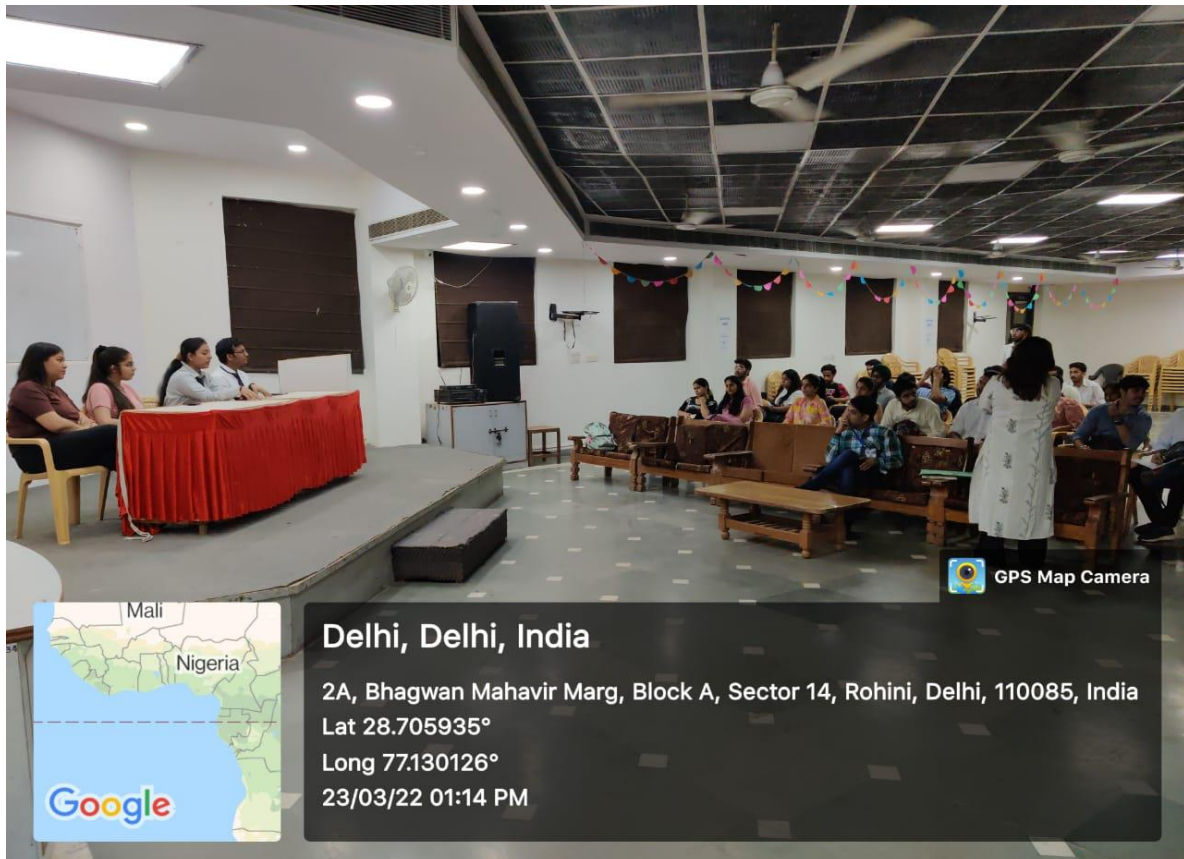 GPS Map Camera
Mali
Nigeria
Google
Delhi, Delhi, India
2A, Bhagwan Mahavir Marg, Block A, Sector 14, Rohini, Delhi, 110085, India
Lat 28.705935°
Long 77.130126°
23/03/22 01:14 PM